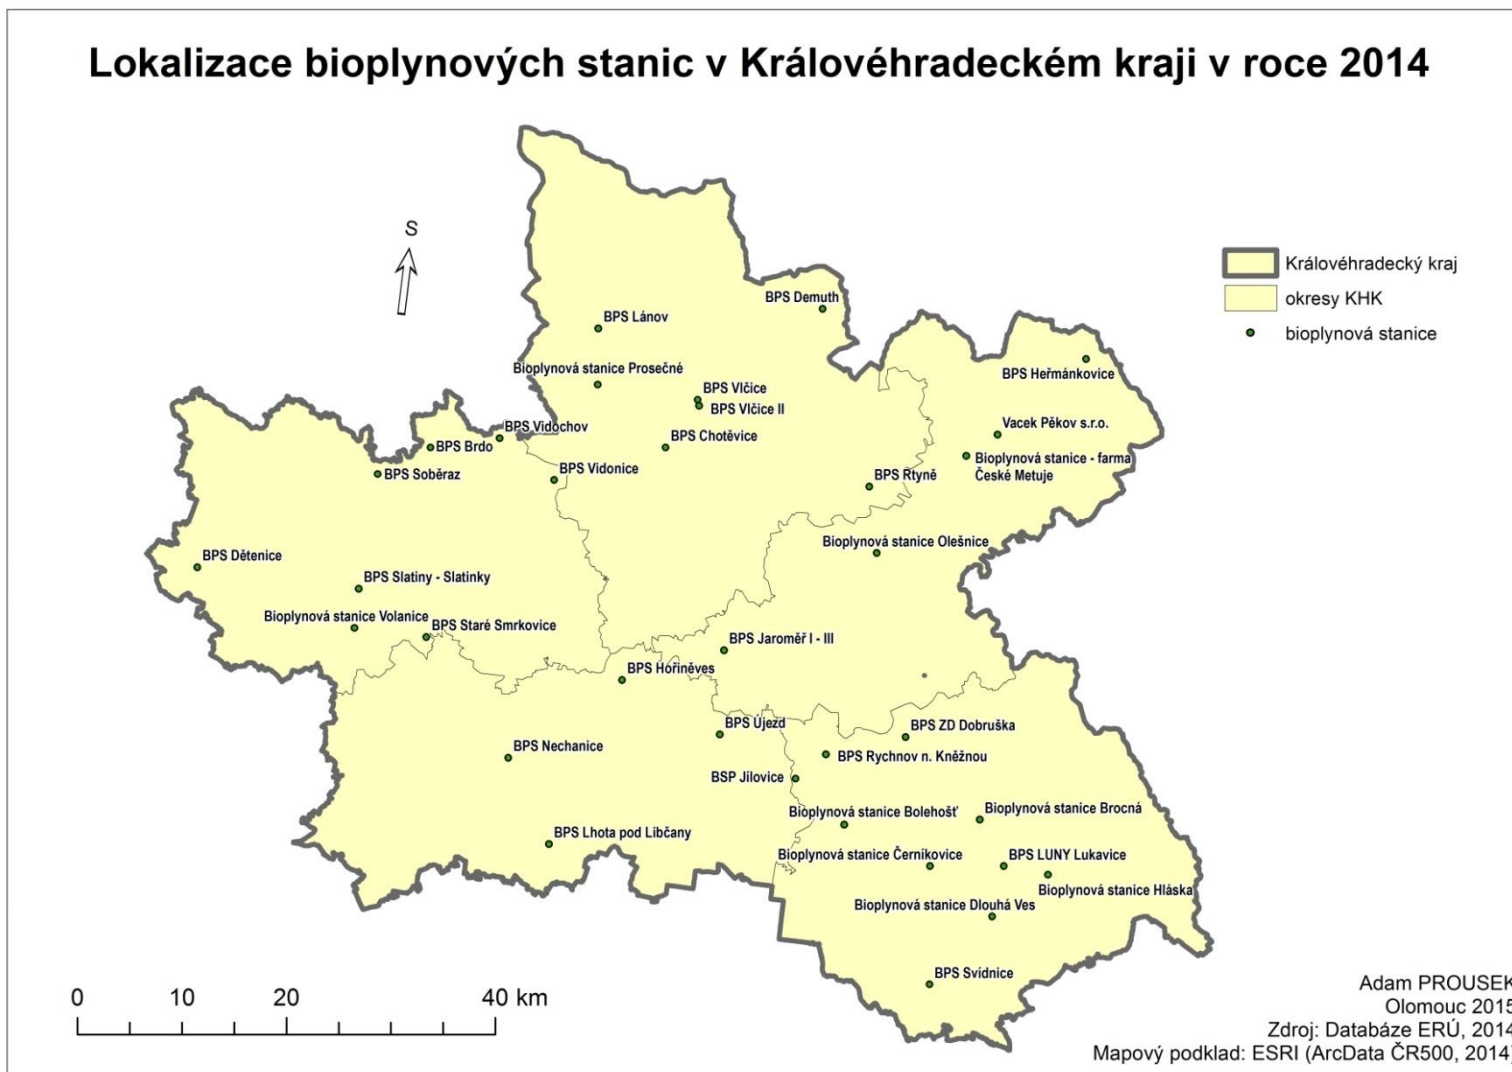 Lokalizace bioplynových stanic v Královéhradeckém kraji v roce 2014
S
Královéhradecký kraj
okresy KHK
bioplynová stanice
BPS Demuth
BPS Lánov
BPS Heřmánkovice
Bioplynová stanice Prosečné
BPS Vlčice
BPS Vlčice II
Vacek Pěkov s.r.o.
BPS Vidochov
BPS Brdo
BPS Chotěvice
Bioplynová stanice - farma
České Metuje
BPS Soběraz
BPS Vidonice
BPS Rtyně
Bioplynová stanice Olešnice
BPS Dětenice
BPS Slatiny - Slatinky
Bioplynová stanice Volanice
BPS Staré Smrkovice
BPS Jaroměř I - III
BPS Hořiněves
BPS Újezd
BPS ZD Dobruška
BPS Nechanice
BPS Rychnov n. Kněžnou
BSP Jílovice
Bioplynová stanice Bolehošť
Bioplynová stanice Brocná
BPS Lhota pod Libčany
Bioplynová stanice Černíkovice
BPS LUNY Lukavice
Bioplynová stanice Hláska
Bioplynová stanice Dlouhá Ves
BPS Svídnice
0 10 20 40 km
Adam PROUSEK
Olomouc 2015
Zdroj: Databáze ERÚ, 2014
Mapový podklad: ESRI (ArcData ČR500, 2014)